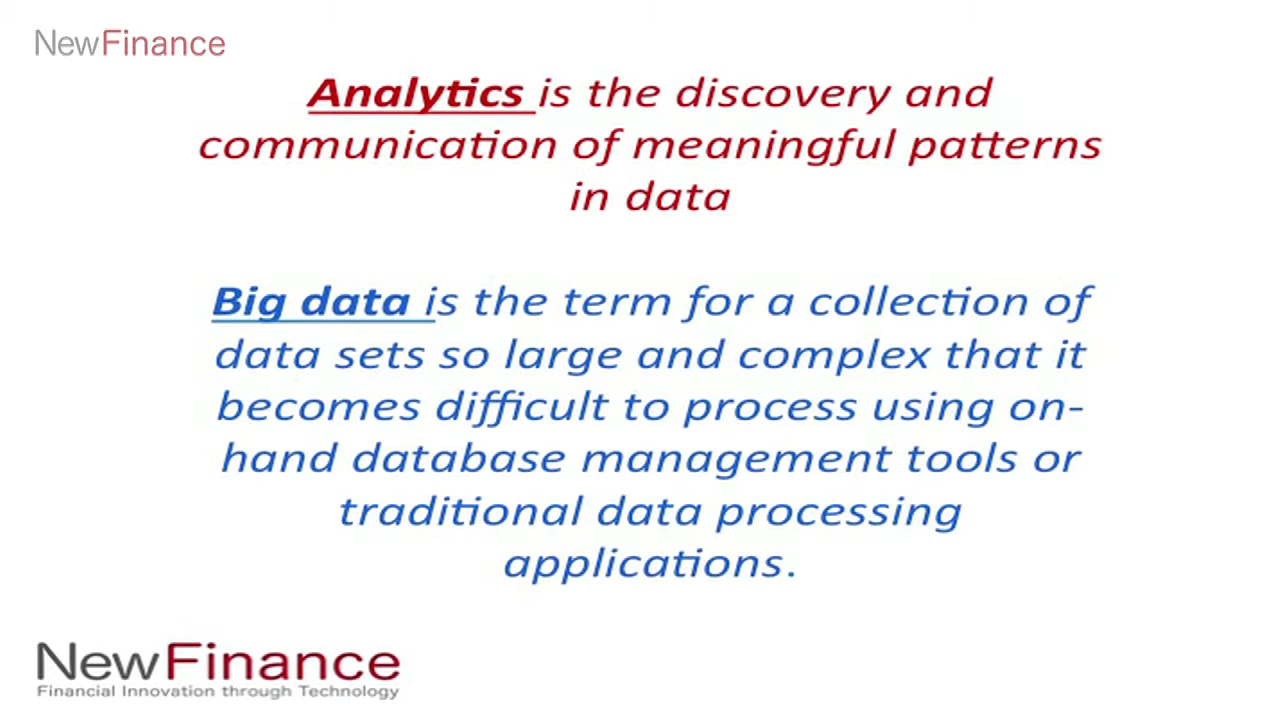 NewFinance
Analytics is the discovery and
communication of meaningful patterns
in data
Big data is the term for a collection of
data sets so large and complex that it
becomes difficult to process using on-
hand database management tools or
traditional data processing
applications.
NewFinance
Financial Innovation through Technology